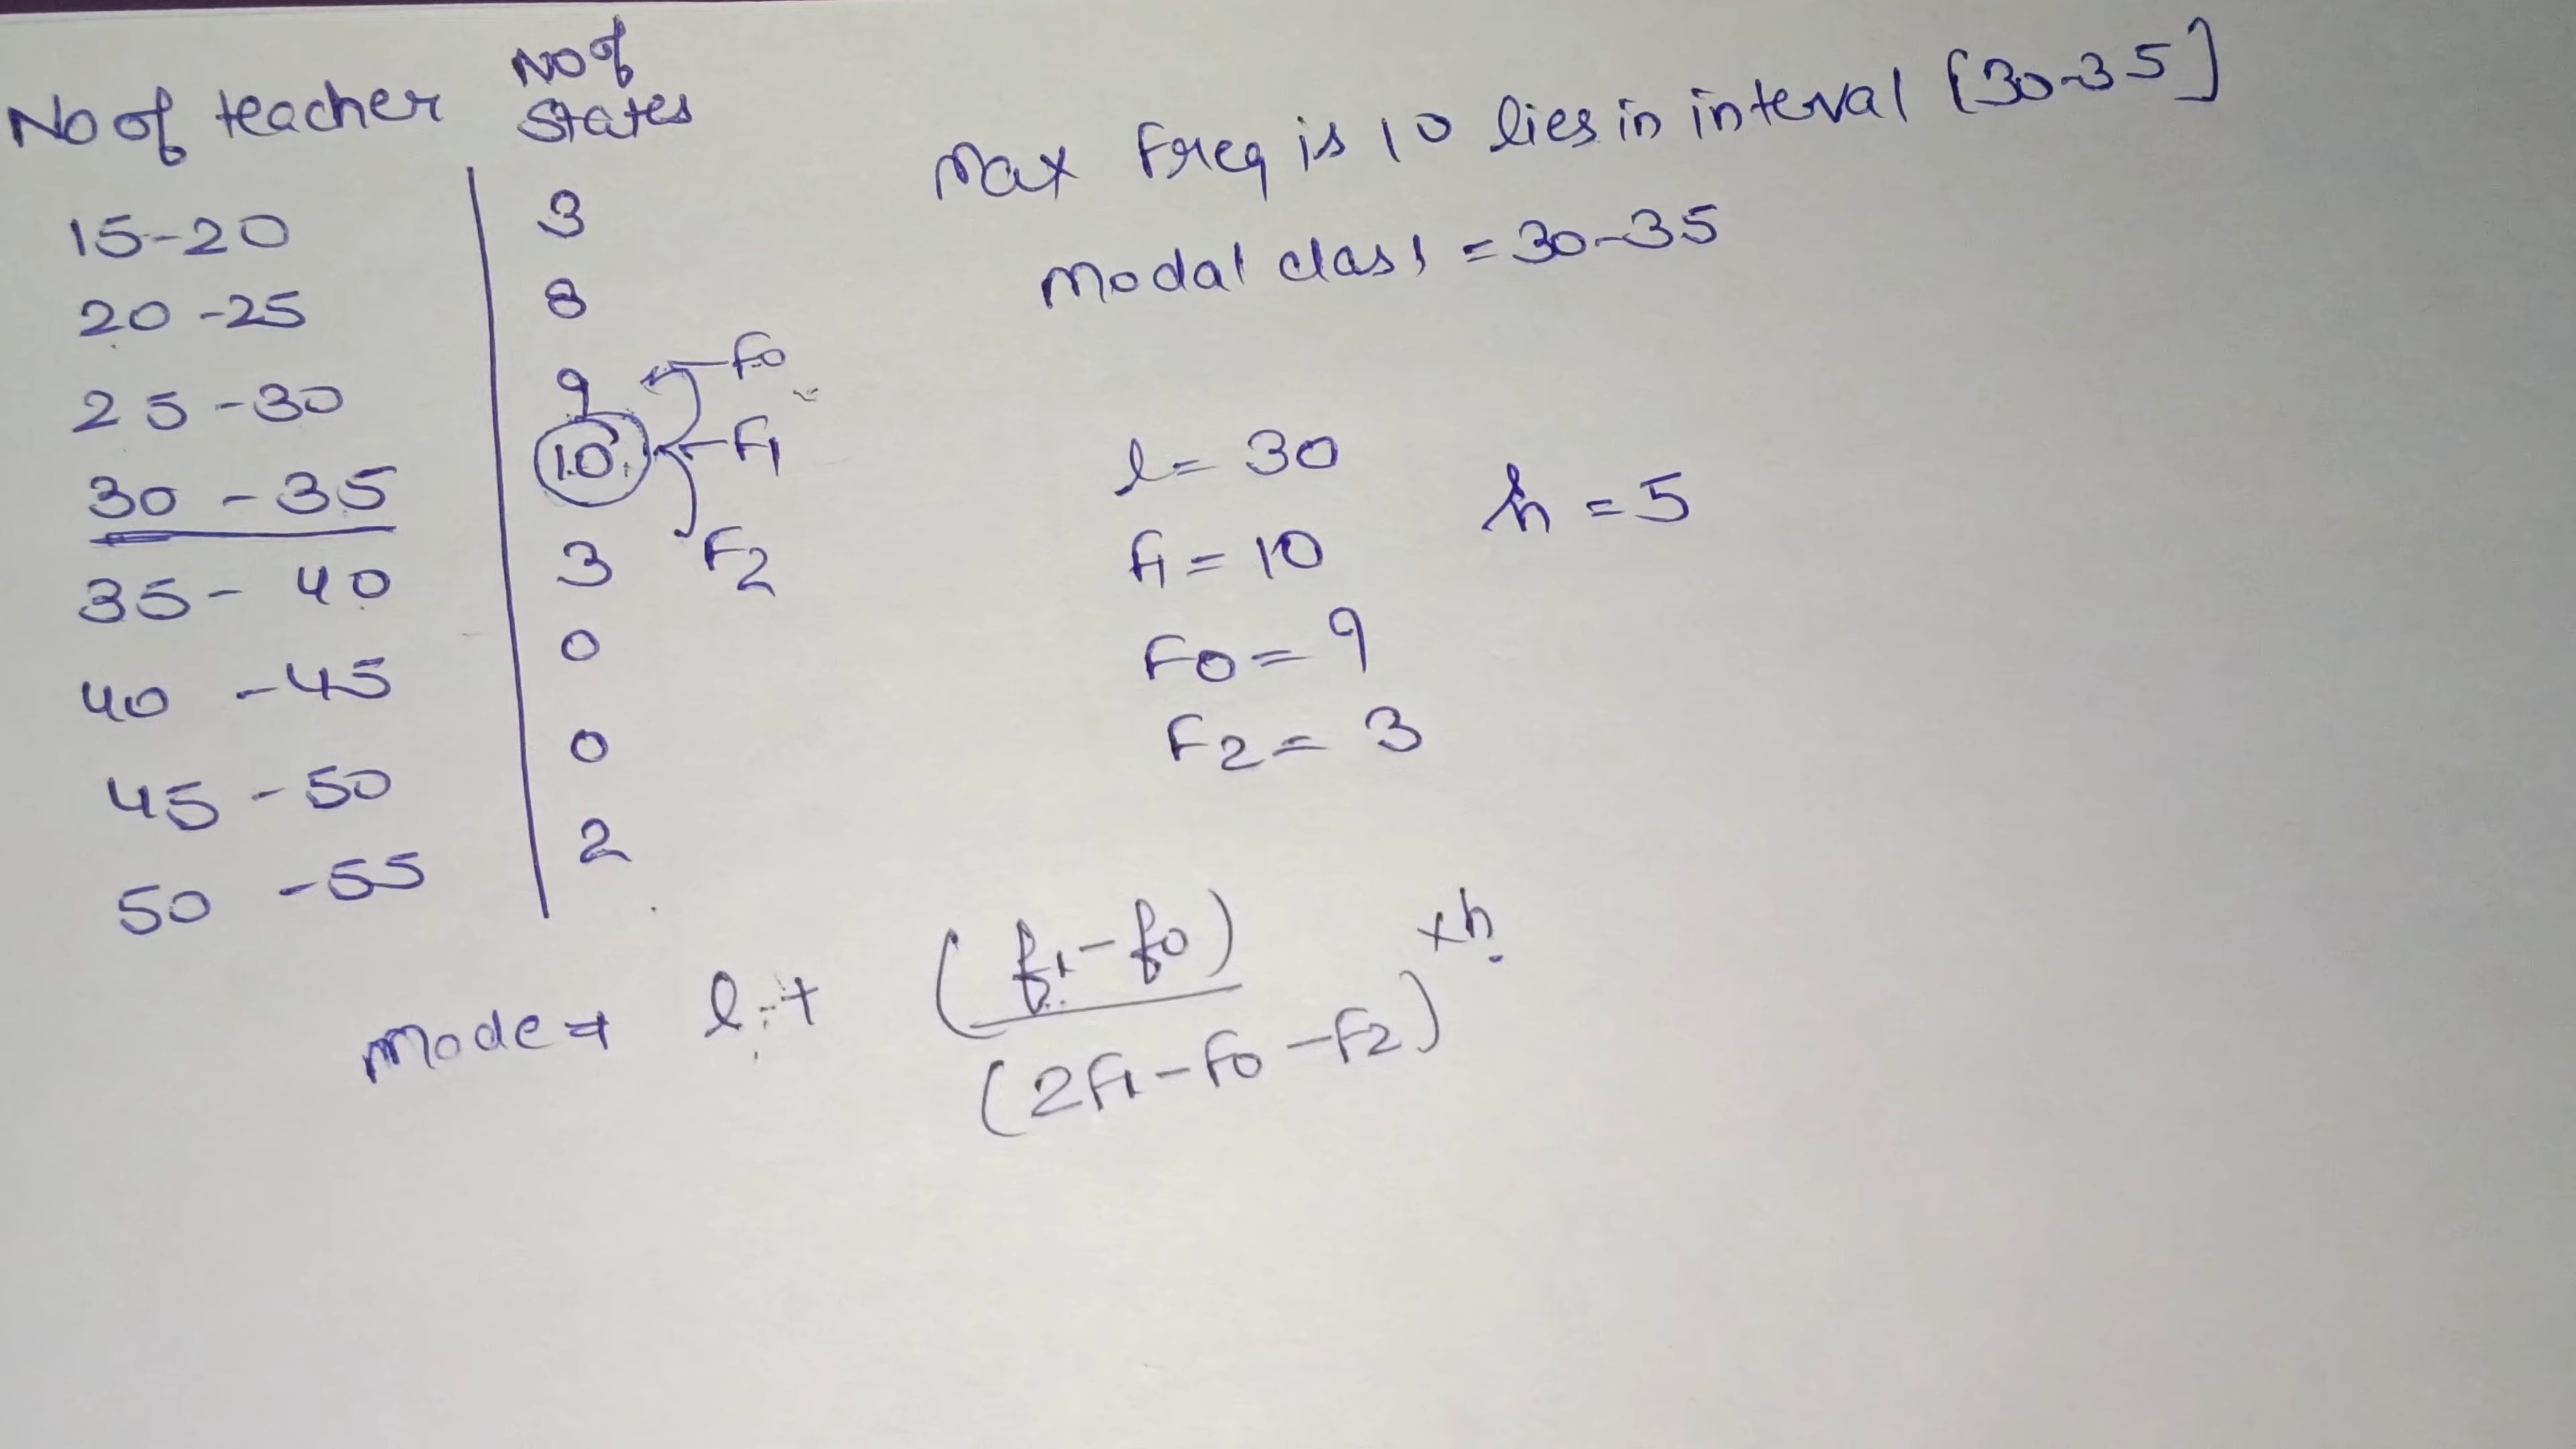 No of teacher No of States
15-20 3
20-25 8
25-30 9 F0
30-35 10 F1
35-40 3 F2
40-45 0
45-50 0
50-55 2
Max Freq is 10 lies in interval [30-35]
Modal class = 30-35
l= 30
F1= 10 h = 5
F0= 9
F2= 3
Mode= l + (f1-f0) xh
(2F1-F0-F2)